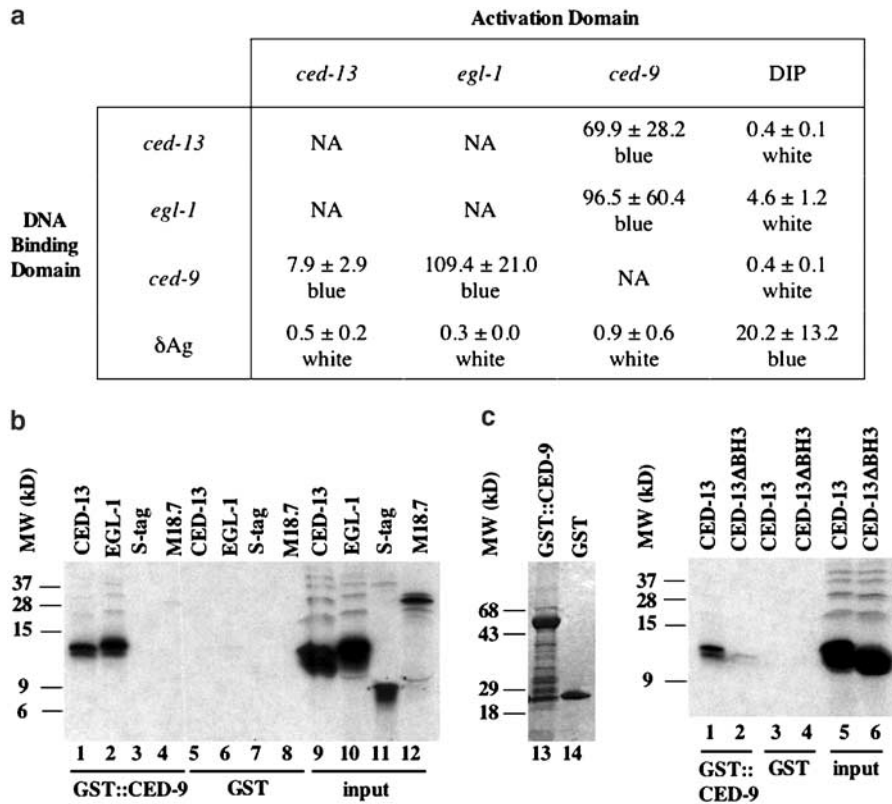 a
Activation Domain
ced-13 egl-1 ced-9 DIP
ced-13 NA NA 69.9 ± 28.2 blue 0.4 ± 0.1 white
egl-1 NA NA 96.5 ± 60.4 blue 4.6 ± 1.2 white
DNA Binding Domain
ced-9 7.9 ± 2.9 blue 109.4 ± 21.0 blue NA 0.4 ± 0.1 white
δAg 0.5 ± 0.2 white 0.3 ± 0.0 white 0.9 ± 0.6 white 20.2 ± 13.2 blue
b
MW (kD)
CED-13 EGL-1 S-tag M18.7 CED-13 EGL-1 S-tag M18.7 CED-13 EGL-1 S-tag M18.7
37
28
15
9
6
1 2 3 4 5 6 7 8 9 10 11 12
GST::CED-9 GST input
c
MW (kD)
GST::CED-9 GST
68
43
29
18
13 14
MW (kD)
CED-13 CED-13ΔBH3 CED-13 CED-13ΔBH3 CED-13 CED-13ΔBH3
37
28
15
9
1 2 3 4 5 6
GST::
CED-9 GST input